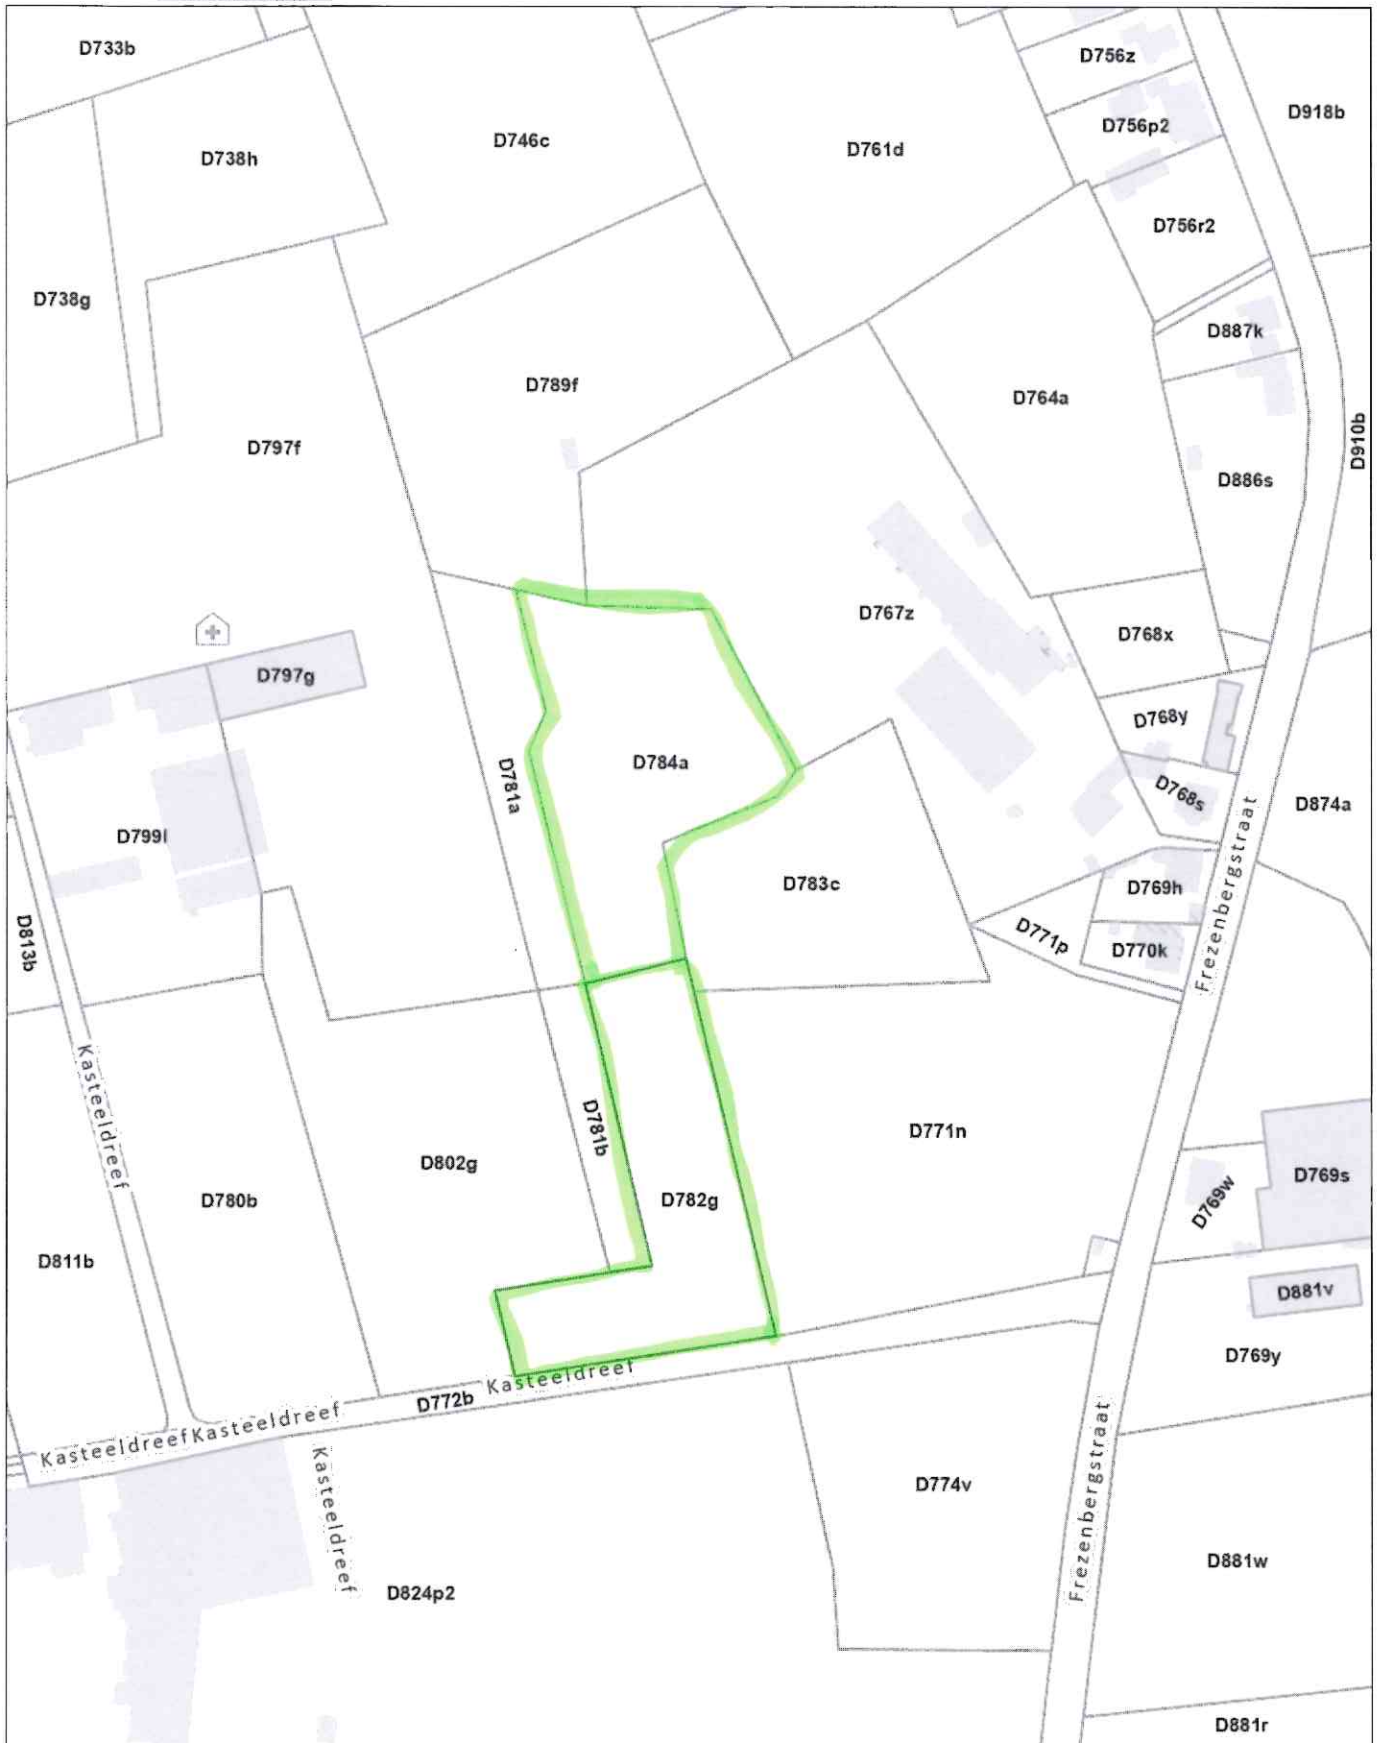 D733b
D756z
D918b
D756p2
D746c
D761d
D738h
D756r2
D738g
D887k
D789f
D764a
D910b
D797f
D886s
D767z
D768x
D797g
D768y
D784a
D781a
D768s
D874a
D799l
Frezenbergstraat
D783c
D769h
D771p
D813b
D770k
Kasteeldreef
D781b
D771n
D802g
D769s
D780b
D782g
D769w
D811b
D881v
D769y
Kasteeldreef
D772b
Kasteeldreef
Kasteeldreef
D774v
Kasteeldreef
Frezenbergstraat
D881w
D824p2
D881r